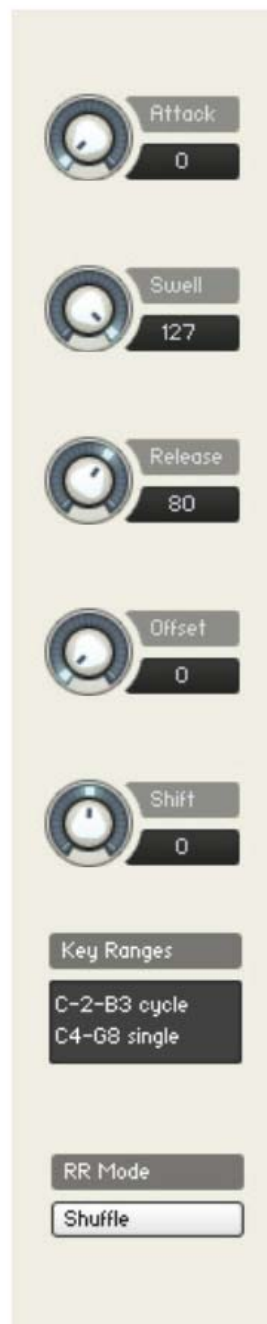 Attack
0
Swell
127
Release
80
Offset
0
Shift
0
Key Ranges
C-2-B3 cycle
C4-G8 single
RR Mode
Shuffle